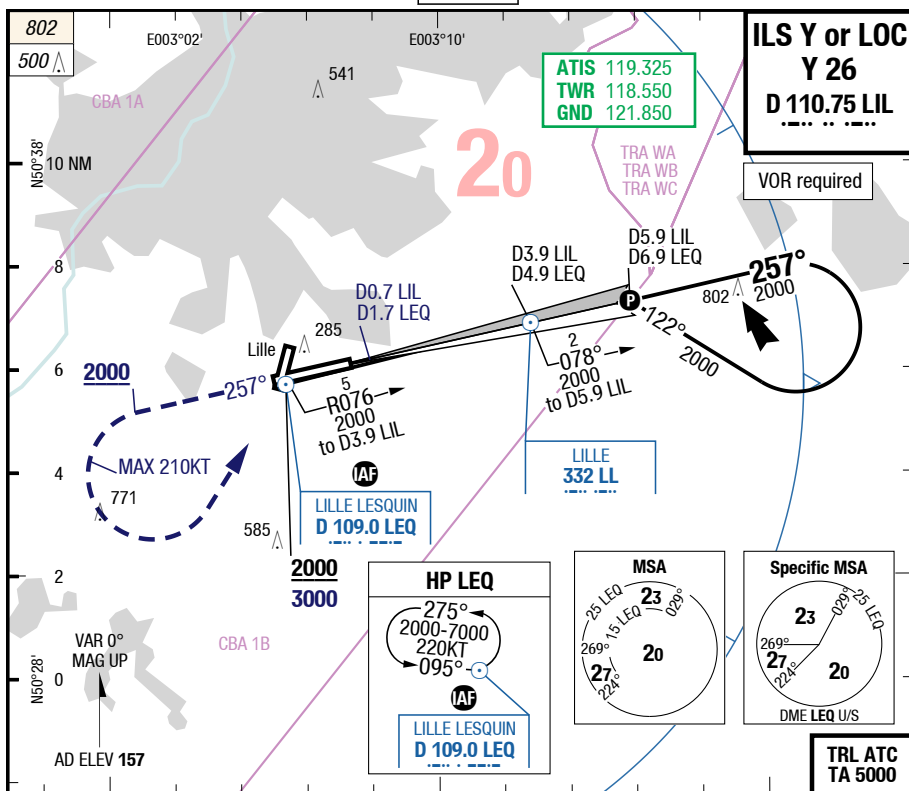 802
500
E003°02'
E003°10'
ILS Y or LOC
Y 26
D 110.75 LIL
541
CBA 1A
ATIS 119.325
TWR 118.550
GND 121.850
N50°38'
10 NM
20
TRA WA
TRA WB
TRA WC
VOR required
8
D5.9 LIL
D6.9 LEQ
D3.9 LIL
D4.9 LEQ
257°
2000
802
P
D0.7 LIL
D1.7 LEQ
122°
2000
285
Lille
6
2000
257°
5
R076
2000
to D3.9 LIL
2
078°
2000
to D5.9 LIL
IAF
LILLE LESQUIN
D 109.0 LEQ
LILLE
332 LL
4
MAX 210KT
771
585
2000
3000
2
HP LEQ
275°
2000-7000
220KT
095°
IAF
LILLE LESQUIN
D 109.0 LEQ
MSA
25 LEQ
15 LEQ
23
029°
269°
27
224°
20
Specific MSA
25 LEQ
23
029°
269°
27
224°
20
DME LEQ U/S
VAR 0°
MAG UP
CBA 1B
N50°28'
0
AD ELEV 157
TRL ATC
TA 5000